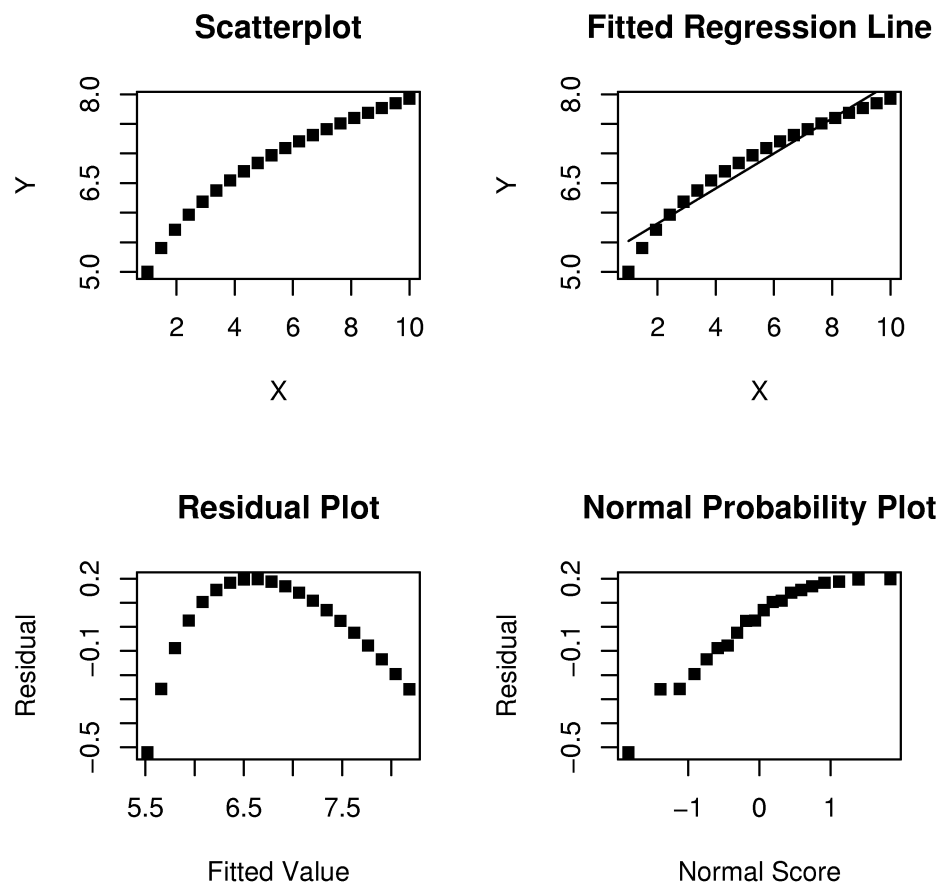 Scatterplot
Y
8.0
6.5
5.0
2 4 6 8 10
X
Fitted Regression Line
Y
8.0
6.5
5.0
2 4 6 8 10
X
Residual Plot
Residual
0.2
−0.1
−0.5
5.5 6.5 7.5
Fitted Value
Normal Probability Plot
Residual
0.2
−0.1
−0.5
−1 0 1
Normal Score